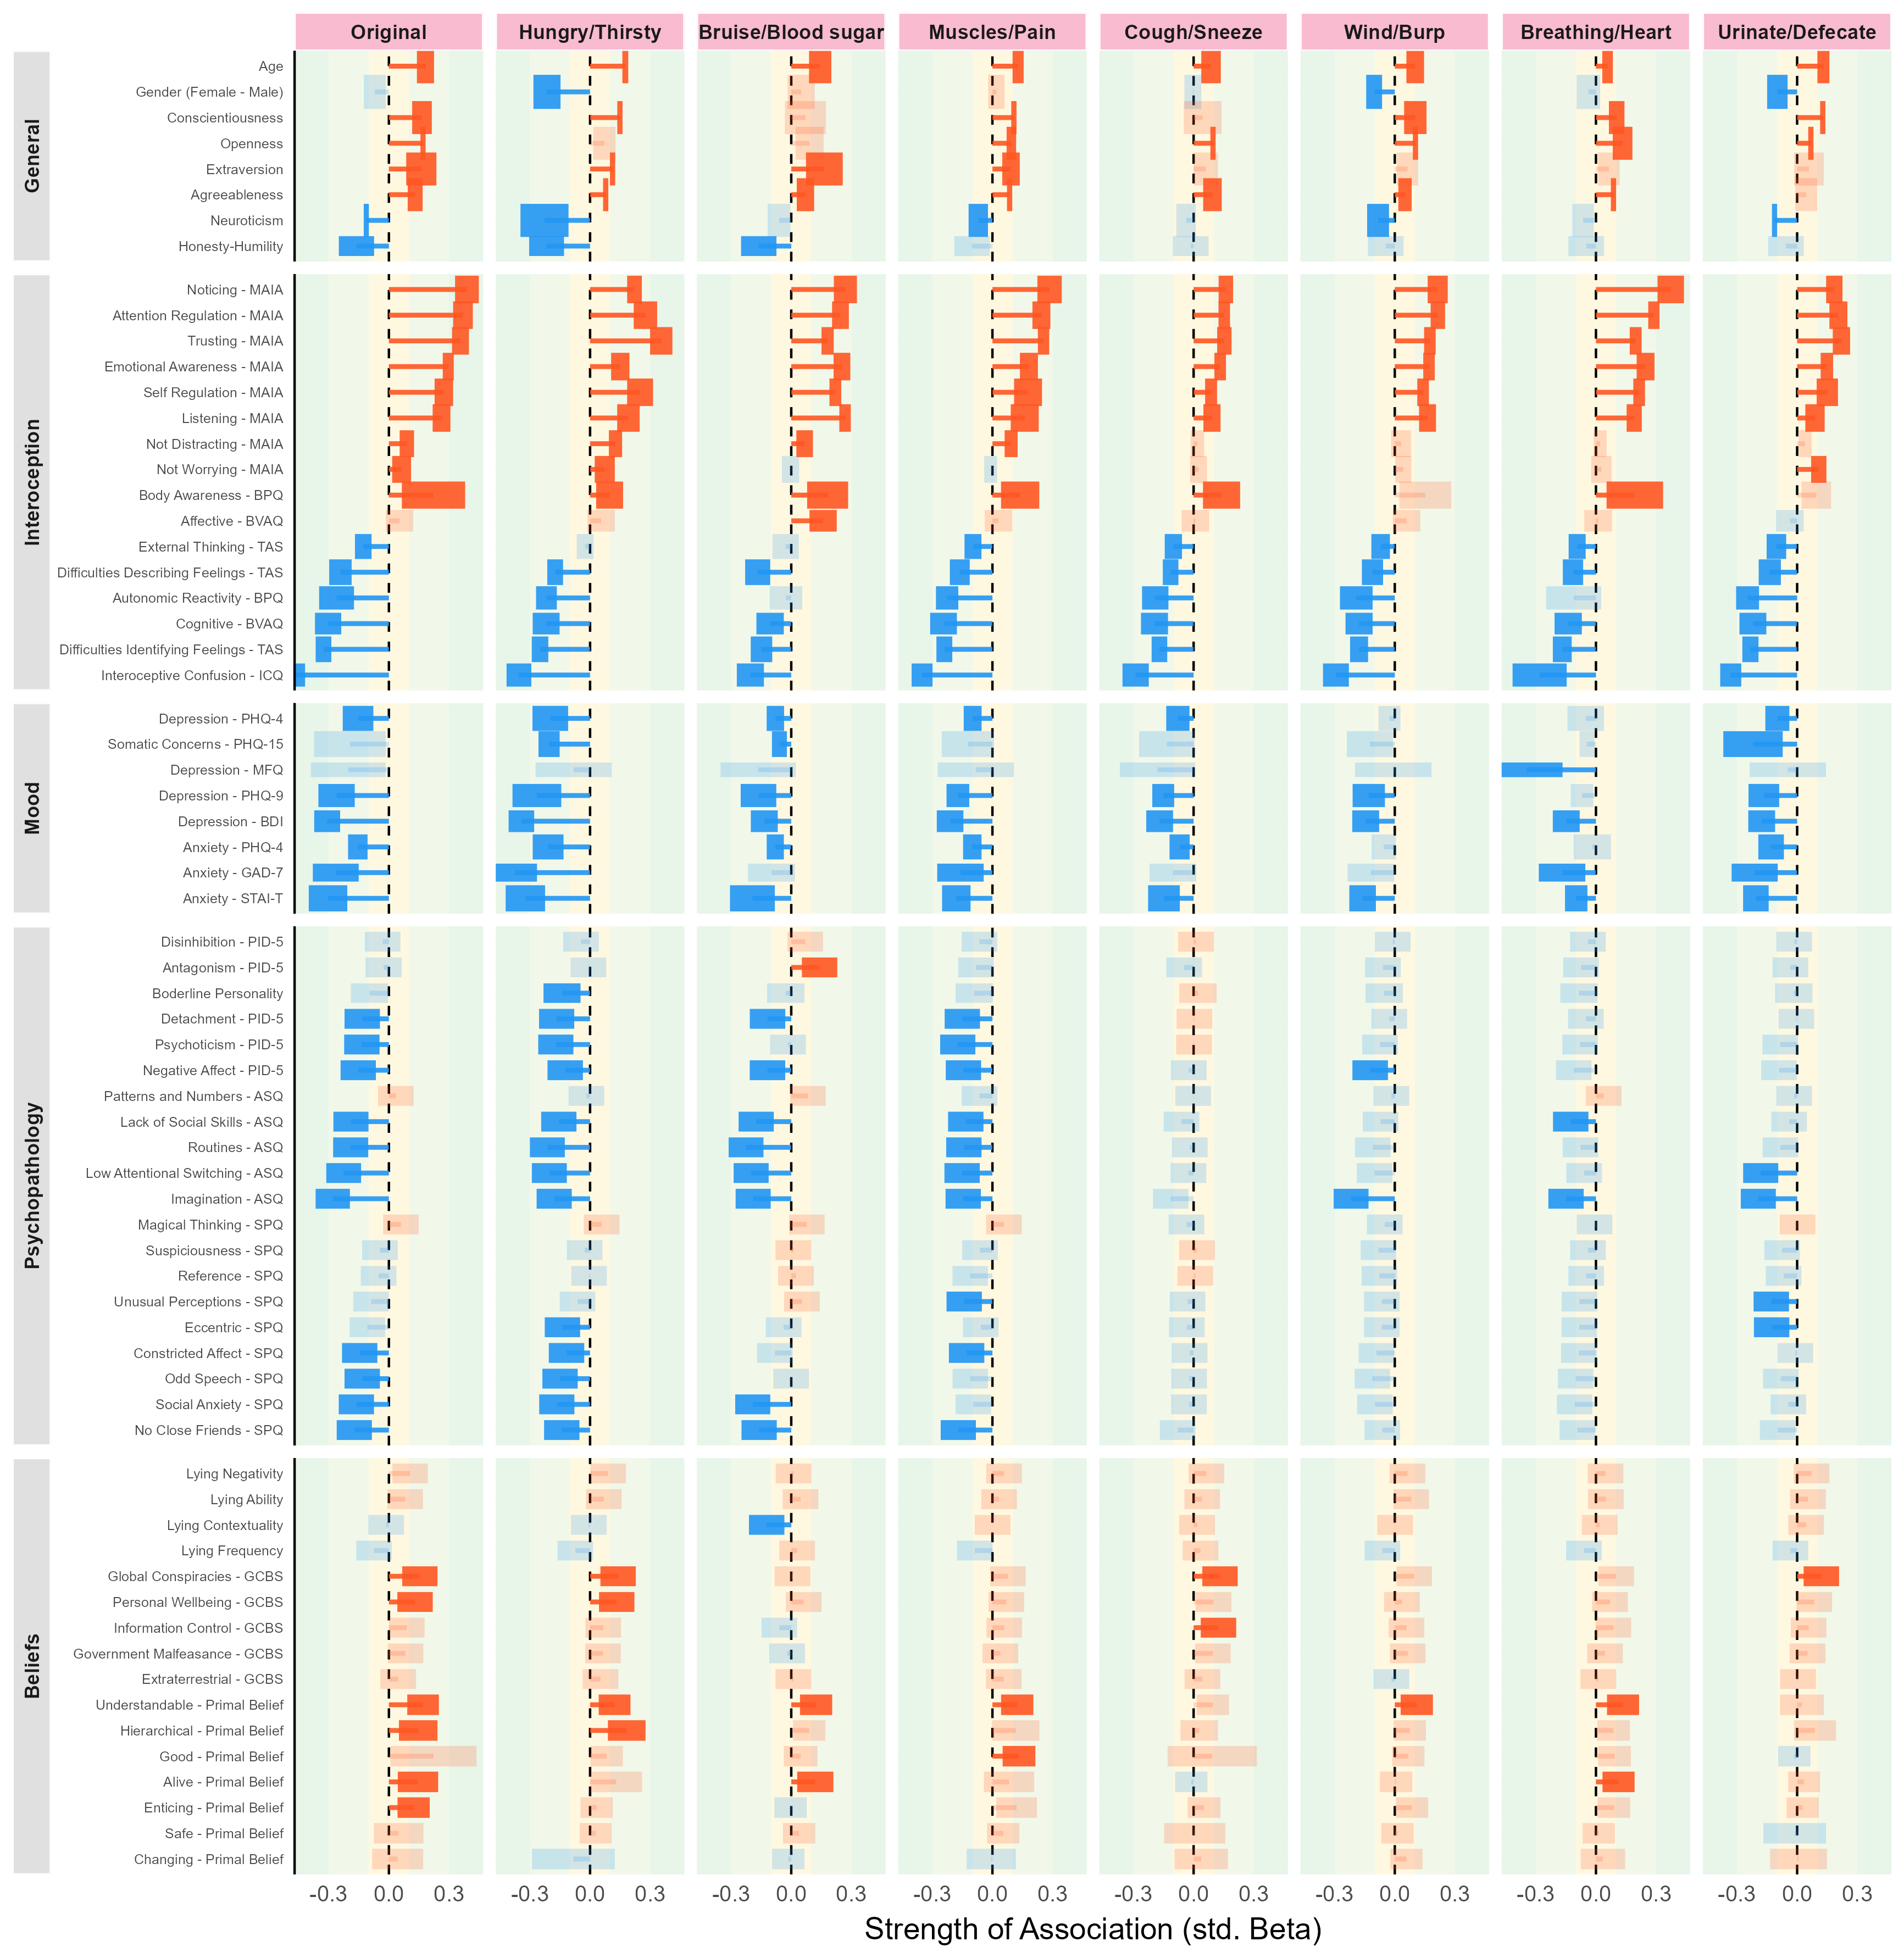 Original Hungry/Thirsty Bruise/Blood sugar Muscles/Pain Cough/Sneeze Wind/Burp Breathing/Heart Urinate/Defecate
General
Age
Gender (Female - Male)
Conscientiousness
Openness
Extraversion
Agreeableness
Neuroticism
Honesty-Humility
Interoception
Noticing - MAIA
Attention Regulation - MAIA
Trusting - MAIA
Emotional Awareness - MAIA
Self Regulation - MAIA
Listening - MAIA
Not Distracting - MAIA
Not Worrying - MAIA
Body Awareness - BPQ
Affective - BVAQ
External Thinking - TAS
Difficulties Describing Feelings - TAS
Autonomic Reactivity - BPQ
Cognitive - BVAQ
Difficulties Identifying Feelings - TAS
Interoceptive Confusion - ICQ
Mood
Depression - PHQ-4
Somatic Concerns - PHQ-15
Depression - MFQ
Depression - PHQ-9
Depression - BDI
Anxiety - PHQ-4
Anxiety - GAD-7
Anxiety - STAI-T
Psychopathology
Disinhibition - PID-5
Antagonism - PID-5
Boderline Personality
Detachment - PID-5
Psychoticism - PID-5
Negative Affect - PID-5
Patterns and Numbers - ASQ
Lack of Social Skills - ASQ
Routines - ASQ
Low Attentional Switching - ASQ
Imagination - ASQ
Magical Thinking - SPQ
Suspiciousness - SPQ
Reference - SPQ
Unusual Perceptions - SPQ
Eccentric - SPQ
Constricted Affect - SPQ
Odd Speech - SPQ
Social Anxiety - SPQ
No Close Friends - SPQ
Beliefs
Lying Negativity
Lying Ability
Lying Contextuality
Lying Frequency
Global Conspiracies - GCBS
Personal Wellbeing - GCBS
Information Control - GCBS
Government Malfeasance - GCBS
Extraterrestrial - GCBS
Understandable - Primal Belief
Hierarchical - Primal Belief
Good - Primal Belief
Alive - Primal Belief
Enticing - Primal Belief
Safe - Primal Belief
Changing - Primal Belief
-0.3 0.0 0.3 -0.3 0.0 0.3 -0.3 0.0 0.3 -0.3 0.0 0.3 -0.3 0.0 0.3 -0.3 0.0 0.3 -0.3 0.0 0.3 -0.3 0.0 0.3
Strength of Association (std. Beta)